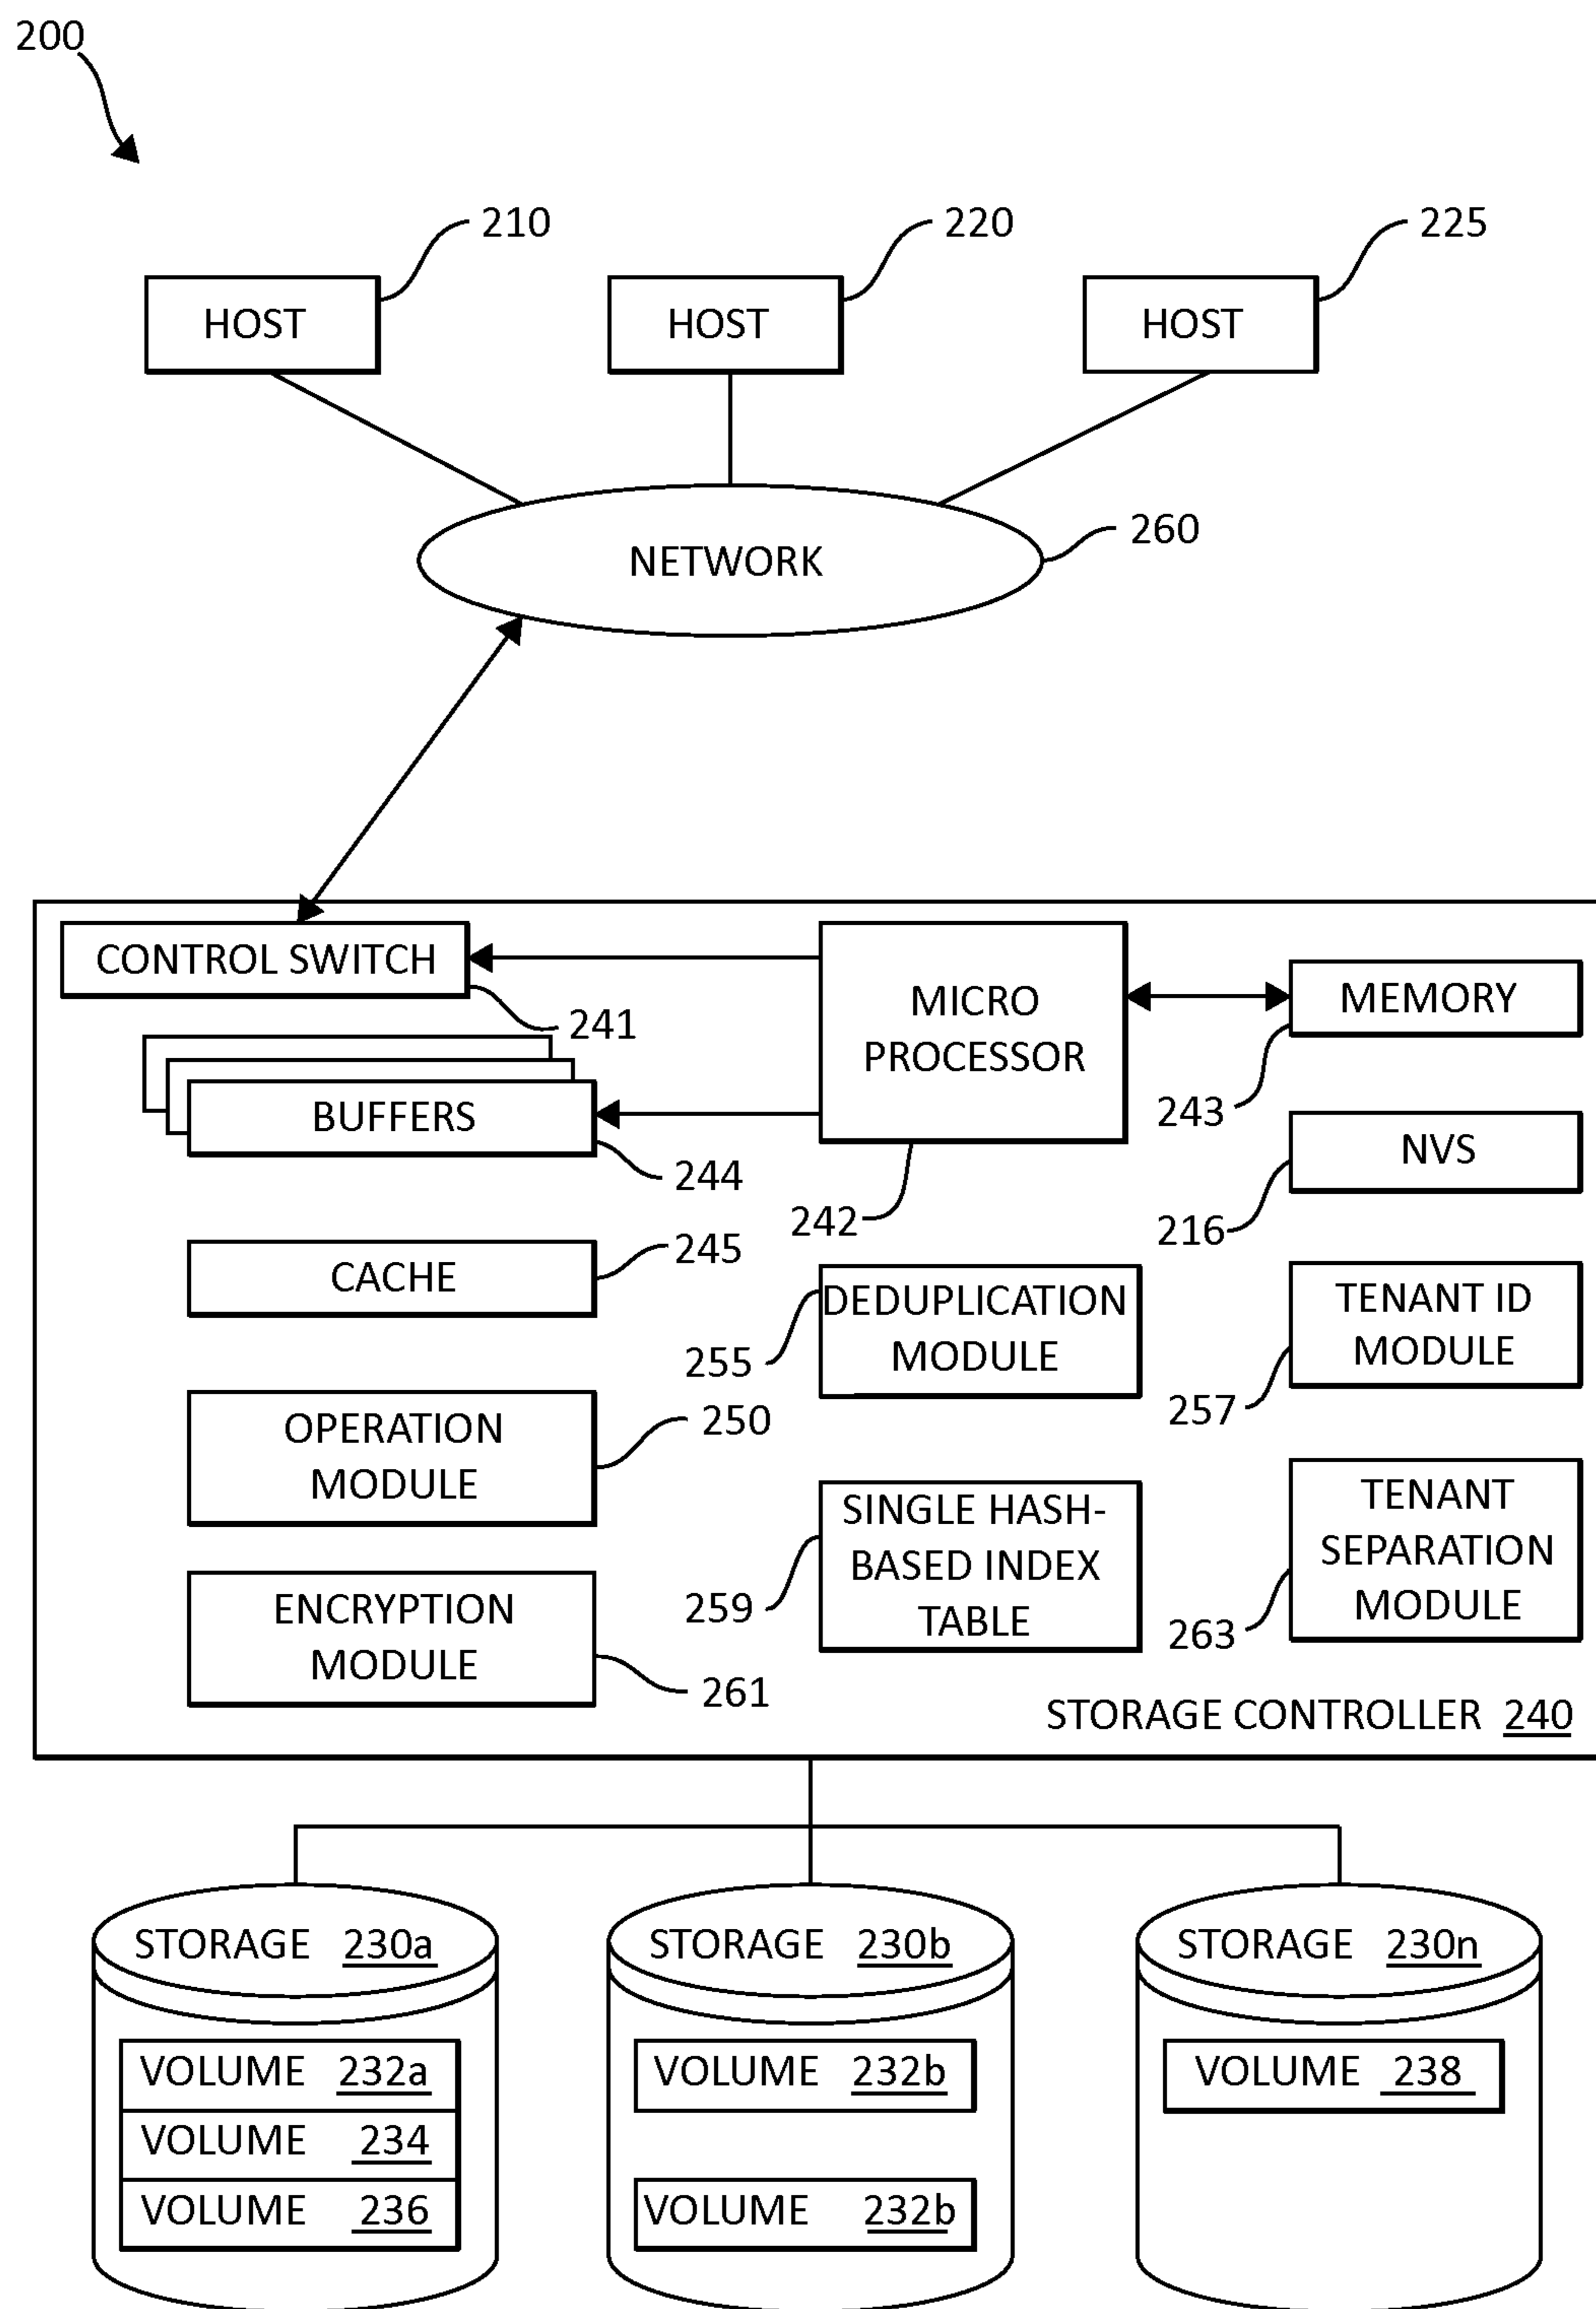 200
210
220
225
HOST
HOST
HOST
260
NETWORK
CONTROL SWITCH
241
MICRO
PROCESSOR
242
MEMORY
243
BUFFERS
244
NVS
216
CACHE
245
DEDUPLICATION
MODULE
255
TENANT ID
MODULE
257
OPERATION
MODULE
250
SINGLE HASH-
BASED INDEX
TABLE
259
TENANT
SEPARATION
MODULE
263
ENCRYPTION
MODULE
261
STORAGE CONTROLLER 240
STORAGE 230a
VOLUME 232a
VOLUME 234
VOLUME 236
STORAGE 230b
VOLUME 232b
VOLUME 232b
STORAGE 230n
VOLUME 238